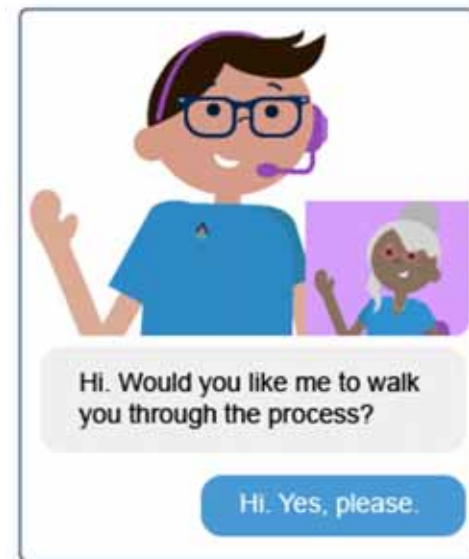 Hi. Would you like me to walk
you through the process?
Hi. Yes, please.